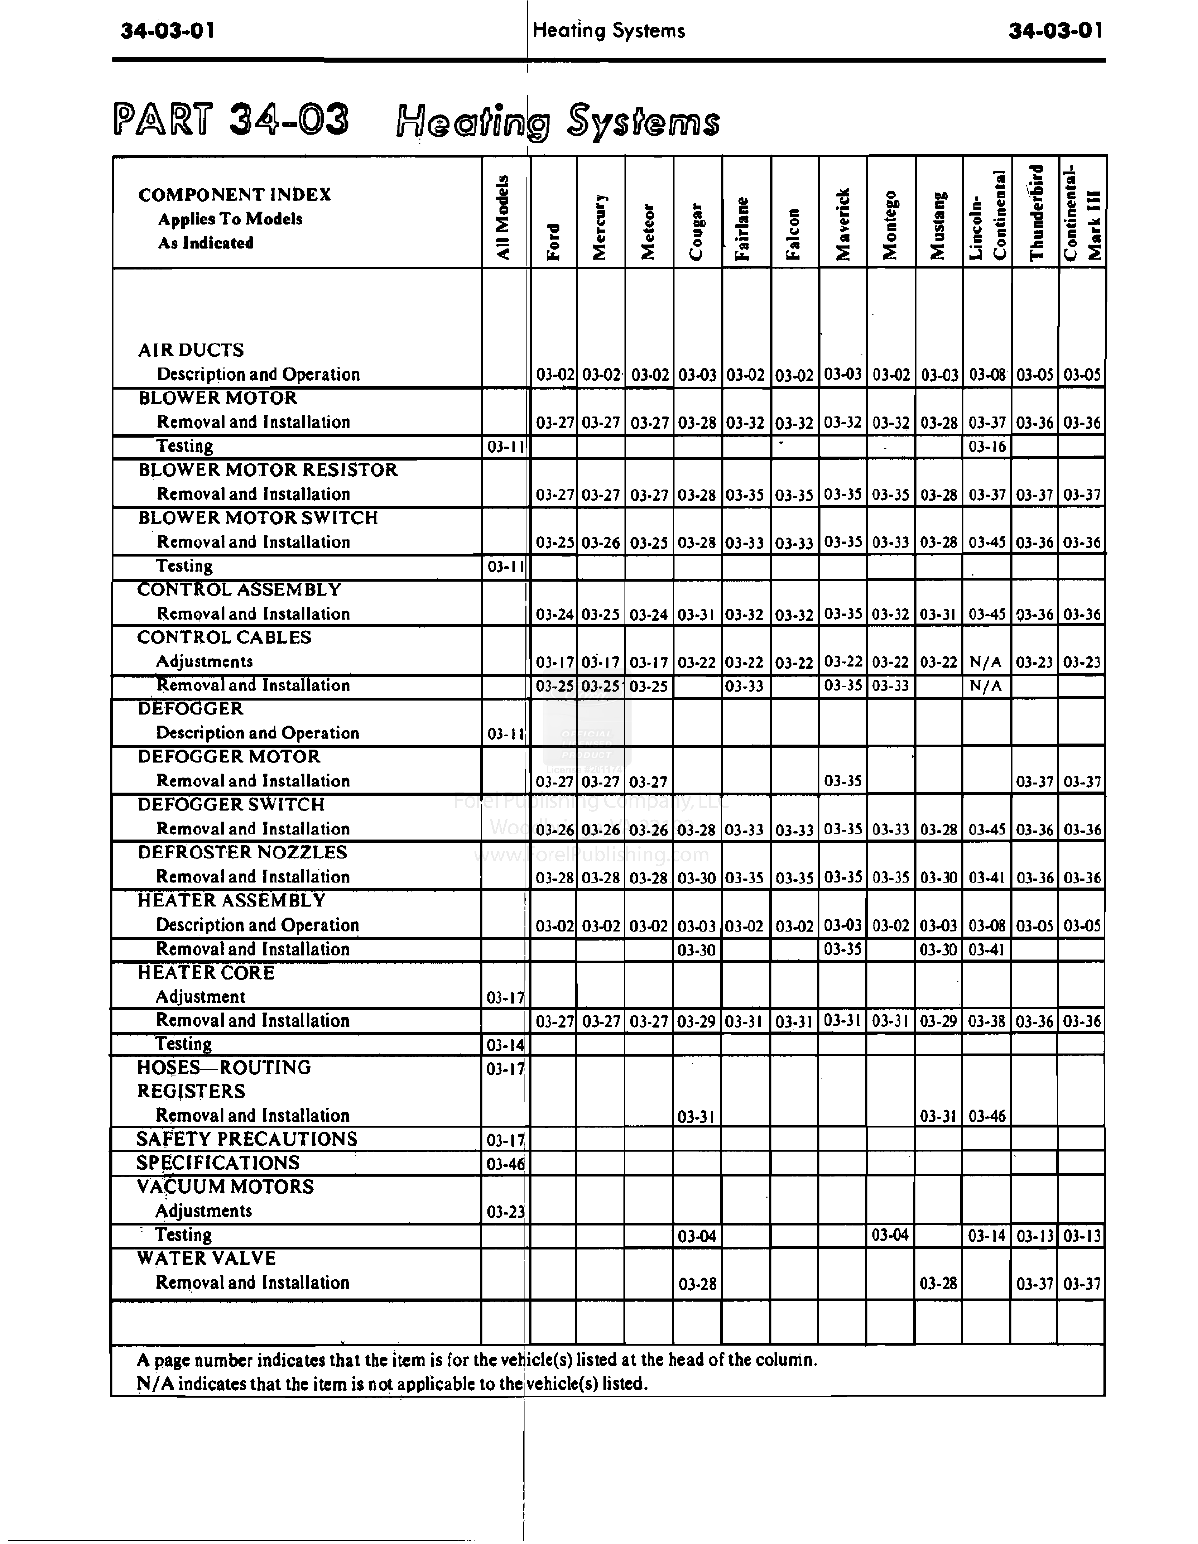 34-03-01 Heating Systems 34-03-01
PART 34-03 Heating Systems
COMPONENT INDEX
Applies To Models
As Indicated
All Models
Ford
Mercury
Meteor
Cougar
Fairlane
Falcon
Maverick
Montego
Mustang
Lincoln-
Continental
Thunderbird
Continental-
Mark III
AIR DUCTS
Description and Operation 03-02 03-02 03-02 03-03 03-02 03-02 03-03 03-02 03-03 03-08 03-05 03-05
BLOWER MOTOR
Removal and Installation 03-27 03-27 03-27 03-28 03-32 03-32 03-32 03-32 03-28 03-37 03-36 03-36
Testing 03-11 03-16
BLOWER MOTOR RESISTOR
Removal and Installation 03-27 03-27 03-27 03-28 03-35 03-35 03-35 03-35 03-28 03-37 03-37 03-37
BLOWER MOTOR SWITCH
Removal and Installation 03-25 03-26 03-25 03-28 03-33 03-33 03-35 03-33 03-28 03-45 03-36 03-36
Testing 03-11
CONTROL ASSEMBLY
Removal and Installation 03-24 03-25 03-24 03-31 03-32 03-32 03-35 03-32 03-31 03-45 03-36 03-36
CONTROL CABLES
Adjustments 03-17 03-17 03-17 03-22 03-22 03-22 03-22 03-22 03-22 N/A 03-23 03-23
Removal and Installation 03-25 03-25 03-25 03-33 03-35 03-33 N/A
DEFOGGER
Description and Operation 03-11
DEFOGGER MOTOR
Removal and Installation 03-27 03-27 03-27 03-35 03-37 03-37
DEFOGGER SWITCH
Removal and Installation 03-26 03-26 03-26 03-28 03-33 03-33 03-35 03-33 03-28 03-45 03-36 03-36
DEFROSTER NOZZLES
Removal and Installation 03-28 03-28 03-28 03-30 03-35 03-35 03-35 03-35 03-30 03-41 03-36 03-36
HEATER ASSEMBLY
Description and Operation 03-02 03-02 03-02 03-03 03-02 03-02 03-03 03-02 03-03 03-08 03-05 03-05
Removal and Installation 03-30 03-35 03-30 03-41
HEATER CORE
Adjustment 03-17
Removal and Installation 03-27 03-27 03-27 03-29 03-31 03-31 03-31 03-31 03-29 03-38 03-36 03-36
Testing 03-14
HOSES—ROUTING 03-17
REGISTERS
Removal and Installation 03-31 03-31 03-46
SAFETY PRECAUTIONS 03-17
SPECIFICATIONS 03-46
VACUUM MOTORS
Adjustments 03-23
Testing 03-04 03-04 03-14 03-13 03-13
WATER VALVE
Removal and Installation 03-28 03-28 03-37 03-37
A page number indicates that the item is for the vehicle(s) listed at the head of the column.
N/A indicates that the item is not applicable to the vehicle(s) listed.
OFFICIAL
LICENSED
PRODUCT
Forel Publishing Company, LLC
www.ForelPublishing.com